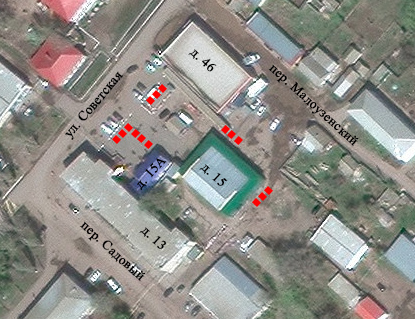 д. 46
ул. Советская
пер. Малоузенский
д. 15А
д. 15
д. 13
пер. Садовый